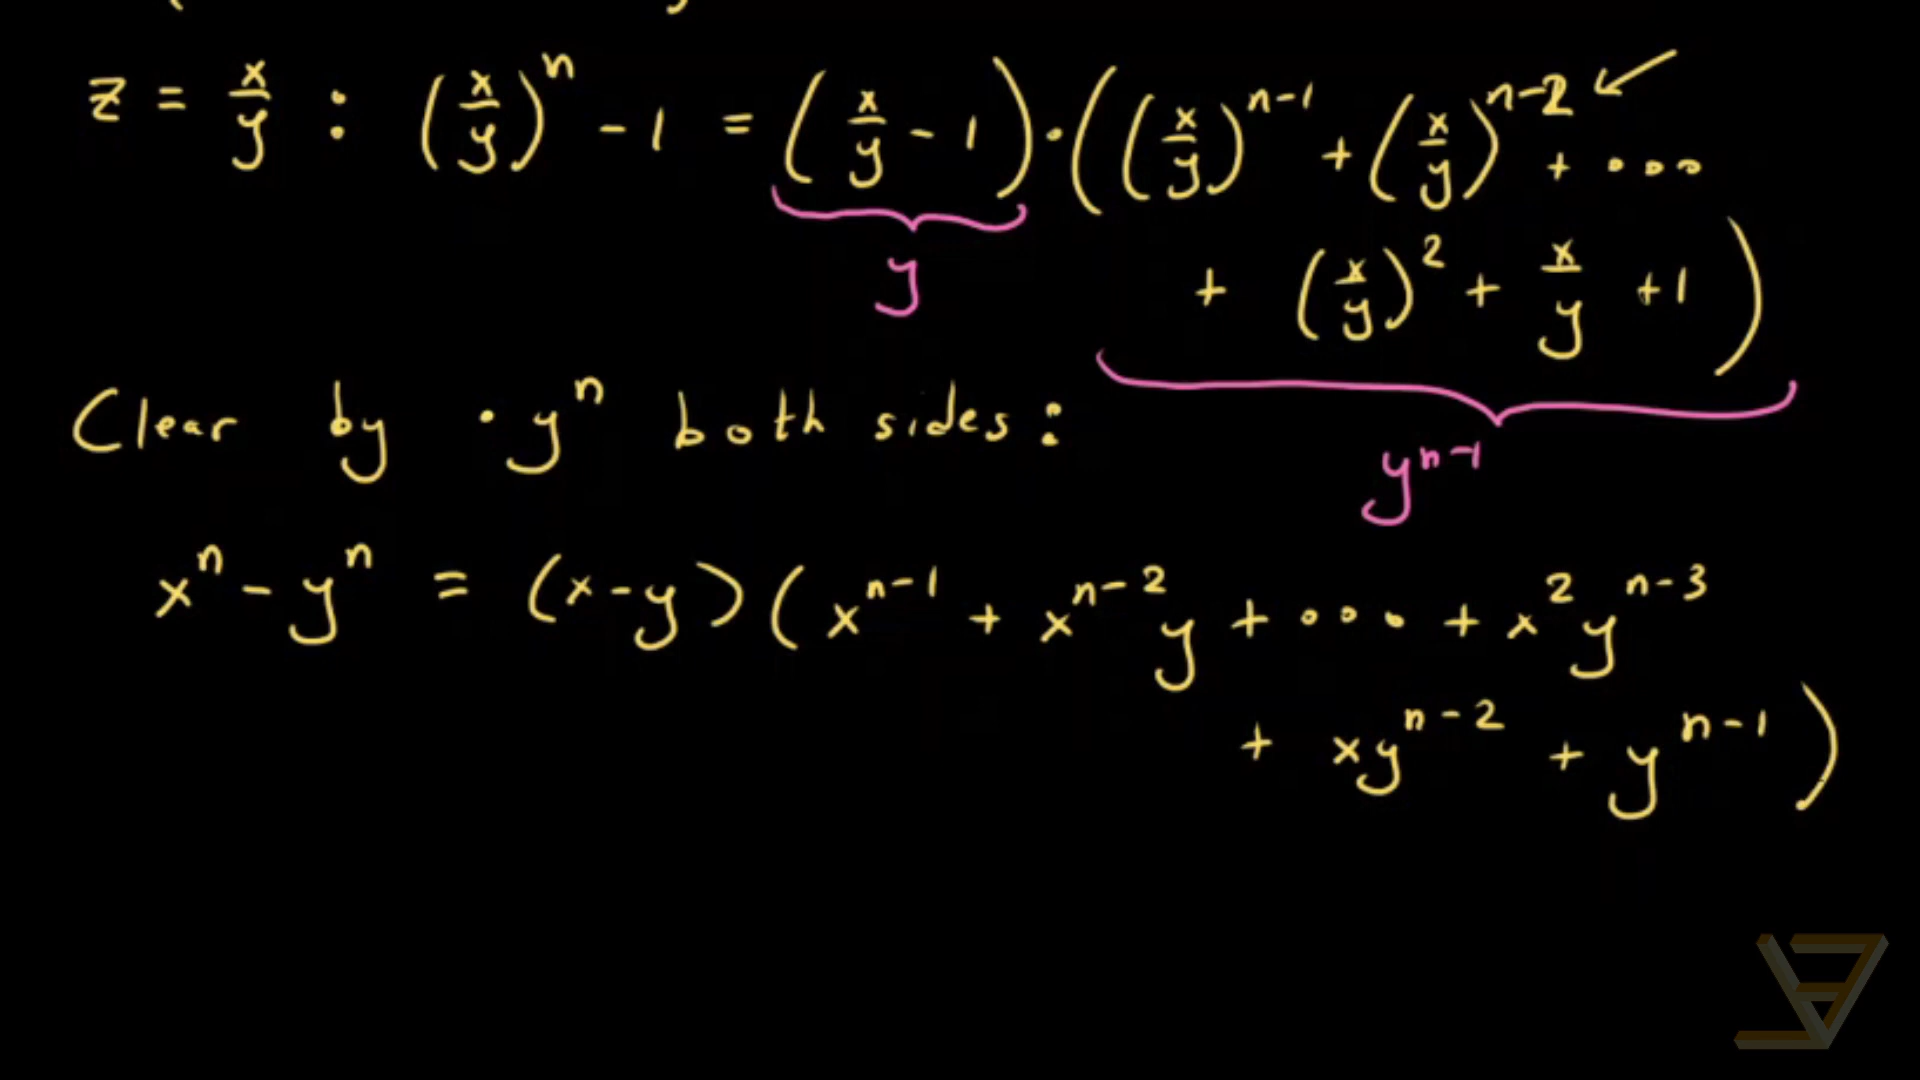 z = x/y : (x/y)^n - 1 = (x/y - 1) · ((x/y)^{n-1} + (x/y)^{n-2} + ...
+ (x/y)^2 + x/y + 1)
y
Clear by · y^n both sides:
y^{n-1}
x^n - y^n = (x-y)(x^{n-1} + x^{n-2}y + ... + x^2y^{n-3}
+ xy^{n-2} + y^{n-1})